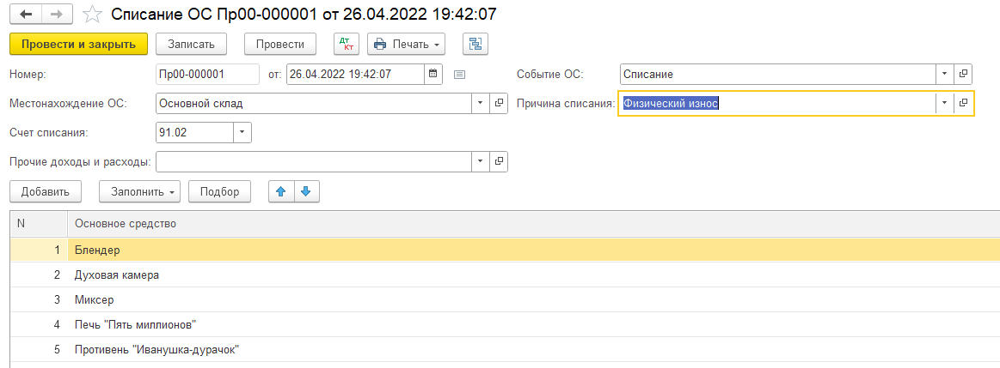 Списание ОС Пр00-000001 от 26.04.2022 19:42:07
Провести и закрыть Записать Провести Дт Кт Печать
Номер: Пр00-000001 от: 26.04.2022 19:42:07 Событие ОС: Списание
Местонахождение ОС: Основной склад Причина списания: Физический износ
Счет списания: 91.02
Прочие доходы и расходы:
Добавить Заполнить Подбор
N Основное средство
1 Блендер
2 Духовая камера
3 Миксер
4 Печь "Пять миллионов"
5 Противень "Иванушка-дурачок"